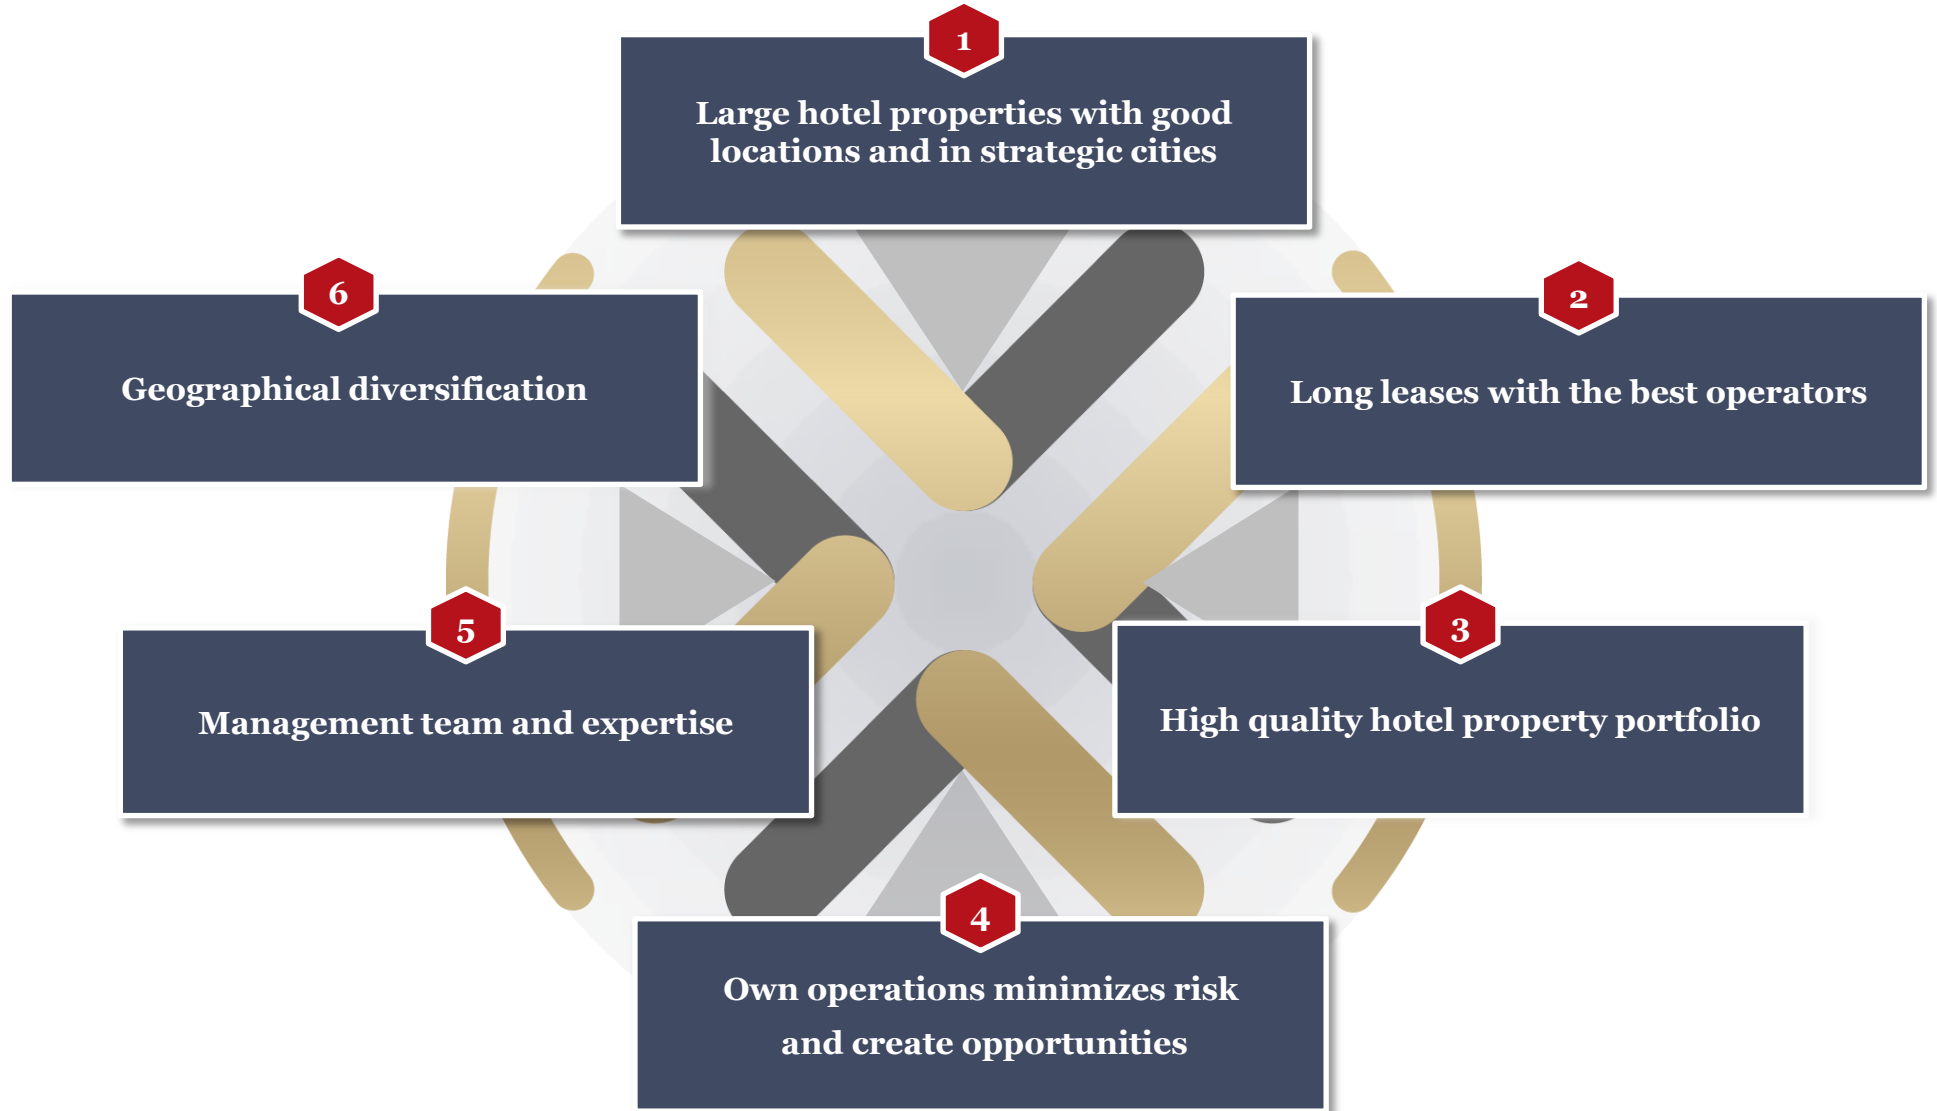 1
Large hotel properties with good
locations and in strategic cities
2
Long leases with the best operators
3
High quality hotel property portfolio
4
Own operations minimizes risk
and create opportunities
5
Management team and expertise
6
Geographical diversification